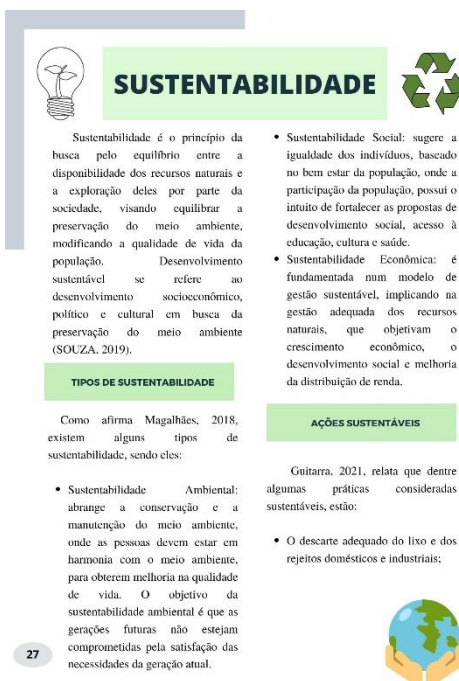 SUSTENTABILIDADE
Sustentabilidade é o princípio da
busca pelo equilíbrio entre a
disponibilidade dos recursos naturais e
a exploração deles por parte da
sociedade, visando equilibrar a
preservação do meio ambiente,
modificando a qualidade de vida da
população. Desenvolvimento
sustentável se refere ao
desenvolvimento socioeconômico,
político e cultural em busca da
preservação do meio ambiente
(SOUZA, 2019).
TIPOS DE SUSTENTABILIDADE
Como afirma Magalhães, 2018,
existem alguns tipos de
sustentabilidade, sendo eles:
• Sustentabilidade Ambiental:
abrange a conservação e a
manutenção do meio ambiente,
onde as pessoas devem estar em
harmonia com o meio ambiente,
para obterem melhoria na qualidade
de vida. O objetivo da
sustentabilidade ambiental é que as
gerações futuras não estejam
comprometidas pela satisfação das
necessidades da geração atual.
• Sustentabilidade Social: sugere a
igualdade dos indivíduos, baseado
no bem estar da população, onde a
participação da população, possui o
intuito de fortalecer as propostas de
desenvolvimento social, acesso à
educação, cultura e saúde.
• Sustentabilidade Econômica: é
fundamentada num modelo de
gestão sustentável, implicando na
gestão adequada dos recursos
naturais, que objetivam o
crescimento econômico, o
desenvolvimento social e melhoria
da distribuição de renda.
AÇÕES SUSTENTÁVEIS
Guitarra, 2021, relata que dentre
algumas práticas consideradas
sustentáveis, estão:
• O descarte adequado do lixo e dos
rejeitos domésticos e industriais;
27